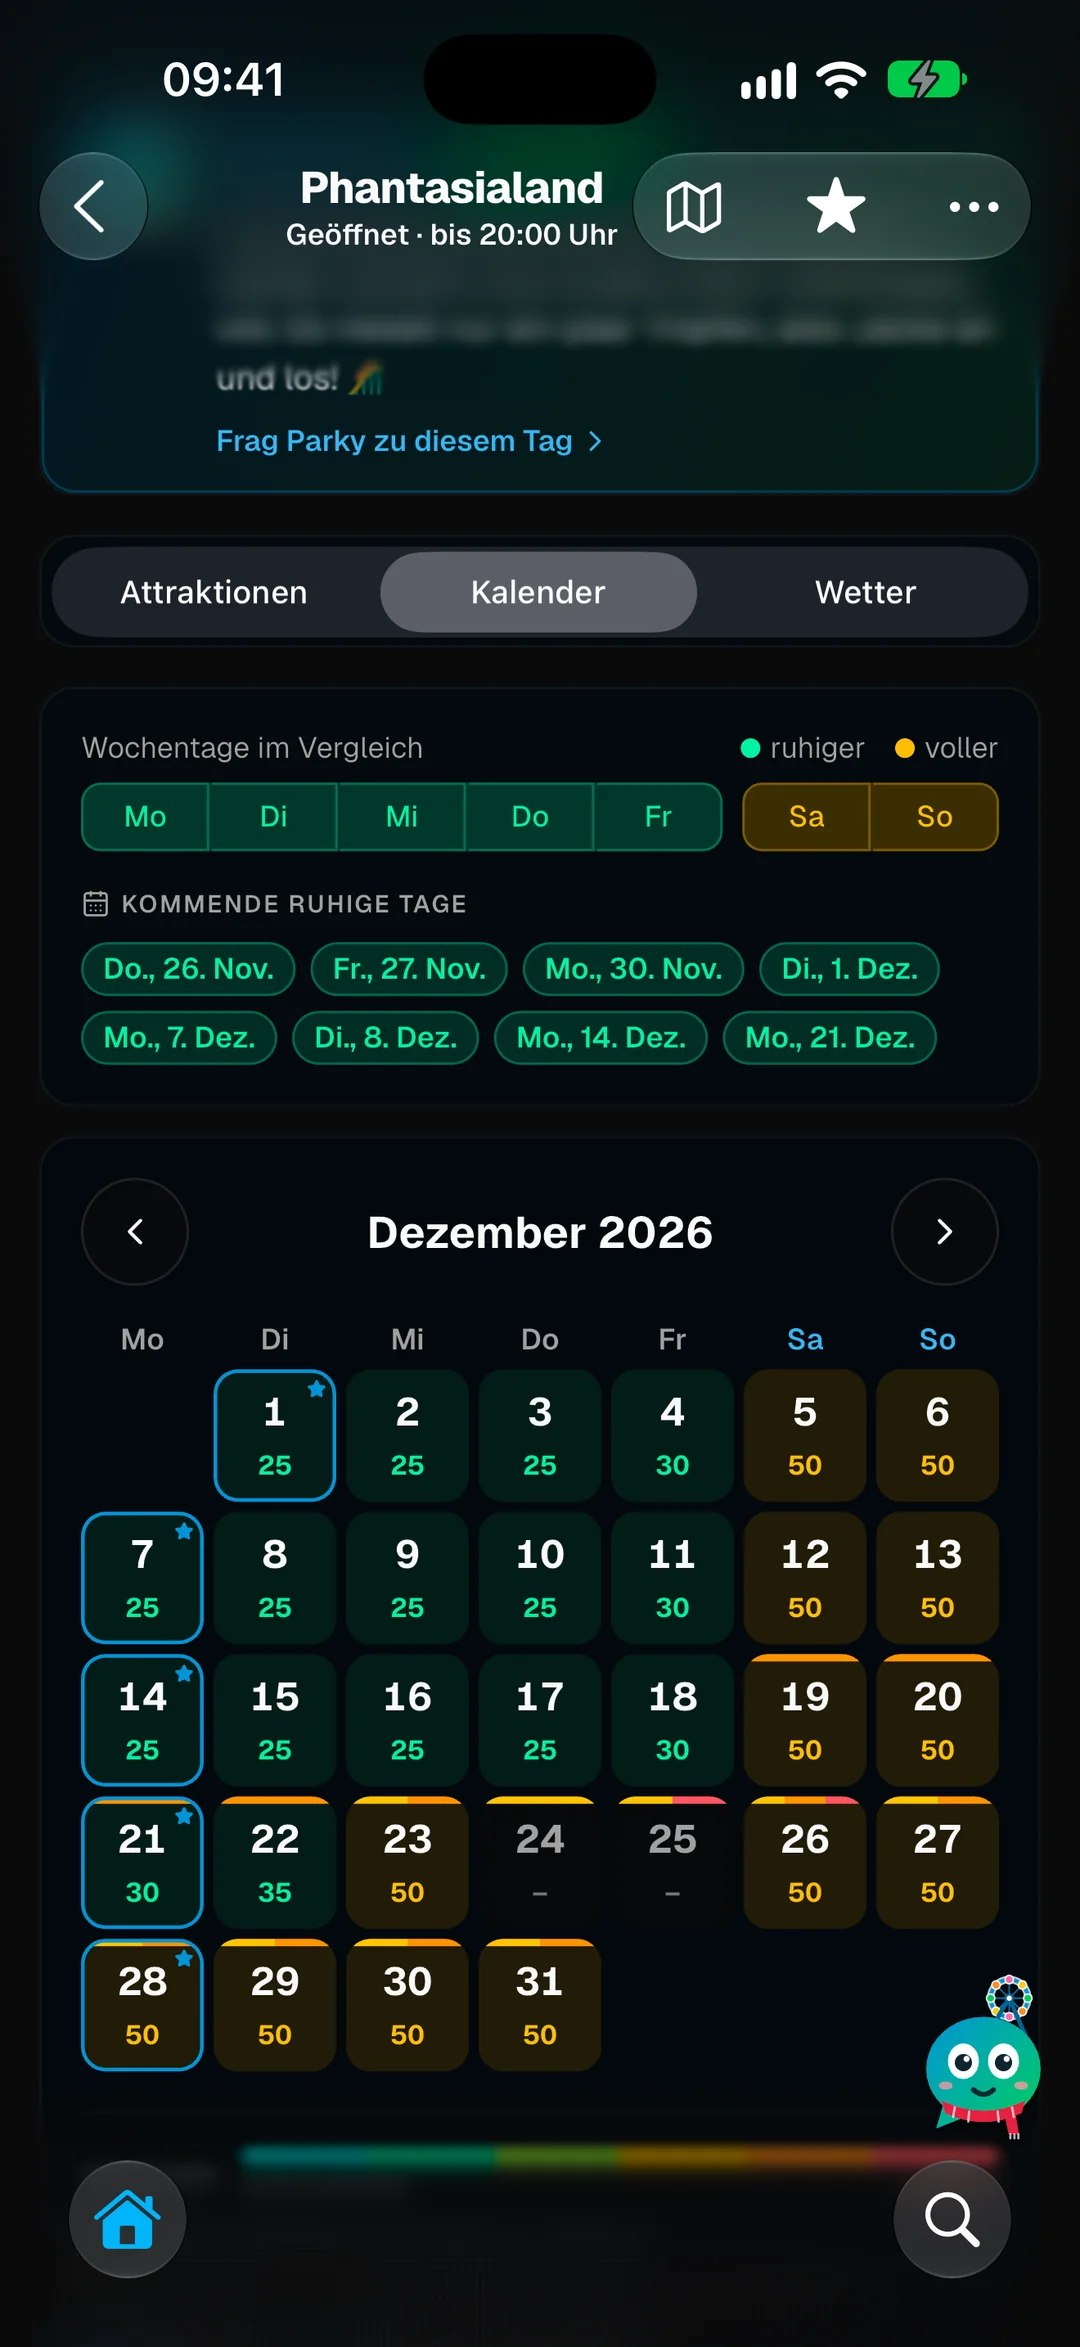 09:41
Phantasialand
Geöffnet · bis 20:00 Uhr
und los!
Frag Parky zu diesem Tag
Attraktionen Kalender Wetter
Wochentage im Vergleich ruhiger voller
Mo Di Mi Do Fr Sa So
KOMMENDE RUHIGE TAGE
Do., 26. Nov. Fr., 27. Nov. Mo., 30. Nov. Di., 1. Dez.
Mo., 7. Dez. Di., 8. Dez. Mo., 14. Dez. Mo., 21. Dez.
Dezember 2026
Mo Di Mi Do Fr Sa So
1 2 3 4 5 6
25 25 25 30 50 50
7 8 9 10 11 12 13
25 25 25 25 30 50 50
14 15 16 17 18 19 20
25 25 25 25 30 50 50
21 22 23 24 25 26 27
30 35 50 – – 50 50
28 29 30 31
50 50 50 50